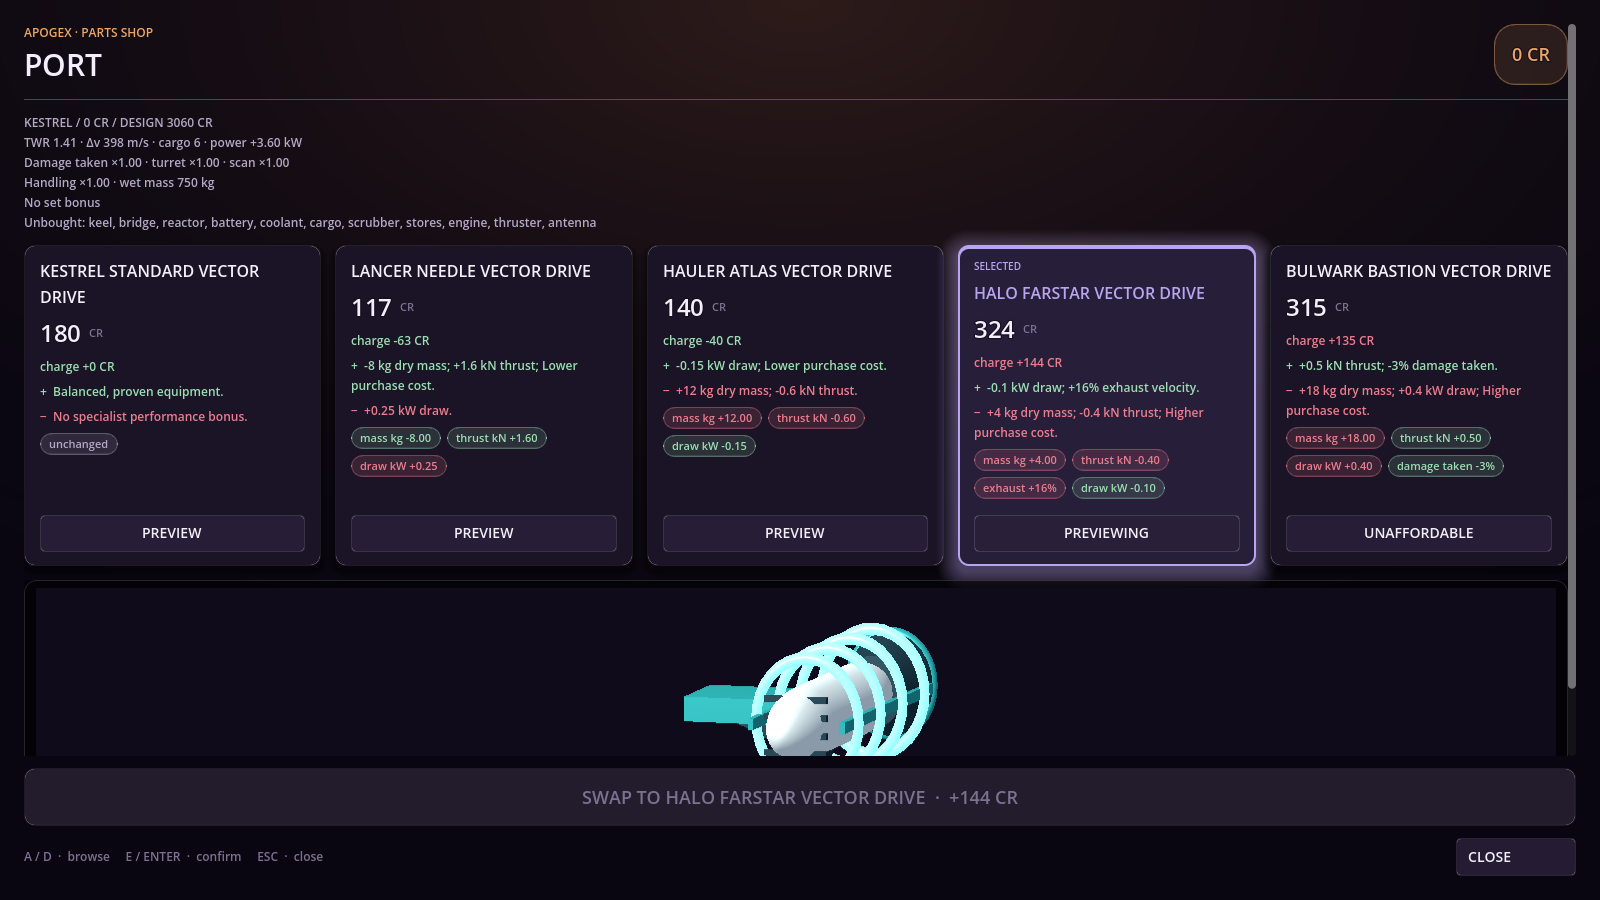 APOGEX · PARTS SHOP
PORT
0 CR
KESTREL / 0 CR / DESIGN 3060 CR
TWR 1.41 · Δv 398 m/s · cargo 6 · power +3.60 kW
Damage taken ×1.00 · turret ×1.00 · scan ×1.00
Handling ×1.00 · wet mass 750 kg
No set bonus
Unbought: keel, bridge, reactor, battery, coolant, cargo, scrubber, stores, engine, thruster, antenna
KESTREL STANDARD VECTOR
DRIVE
180 CR
charge +0 CR
+ Balanced, proven equipment.
− No specialist performance bonus.
unchanged
PREVIEW
LANCER NEEDLE VECTOR DRIVE
117 CR
charge -63 CR
+ -8 kg dry mass; +1.6 kN thrust; Lower
purchase cost.
− +0.25 kW draw.
mass kg -8.00 thrust kN +1.60
draw kW +0.25
PREVIEW
HAULER ATLAS VECTOR DRIVE
140 CR
charge -40 CR
+ -0.15 kW draw; Lower purchase cost.
− +12 kg dry mass; -0.6 kN thrust.
mass kg +12.00 thrust kN -0.60
draw kW -0.15
PREVIEW
SELECTED
HALO FARSTAR VECTOR DRIVE
324 CR
charge +144 CR
+ -0.1 kW draw; +16% exhaust velocity.
− +4 kg dry mass; -0.4 kN thrust; Higher
purchase cost.
mass kg +4.00 thrust kN -0.40
exhaust +16% draw kW -0.10
PREVIEWING
BULWARK BASTION VECTOR DRIVE
315 CR
charge +135 CR
+ +0.5 kN thrust; -3% damage taken.
− +18 kg dry mass; +0.4 kW draw; Higher
purchase cost.
mass kg +18.00 thrust kN +0.50
draw kW +0.40 damage taken -3%
UNAFFORDABLE
SWAP TO HALO FARSTAR VECTOR DRIVE · +144 CR
A / D · browse E / ENTER · confirm ESC · close
CLOSE